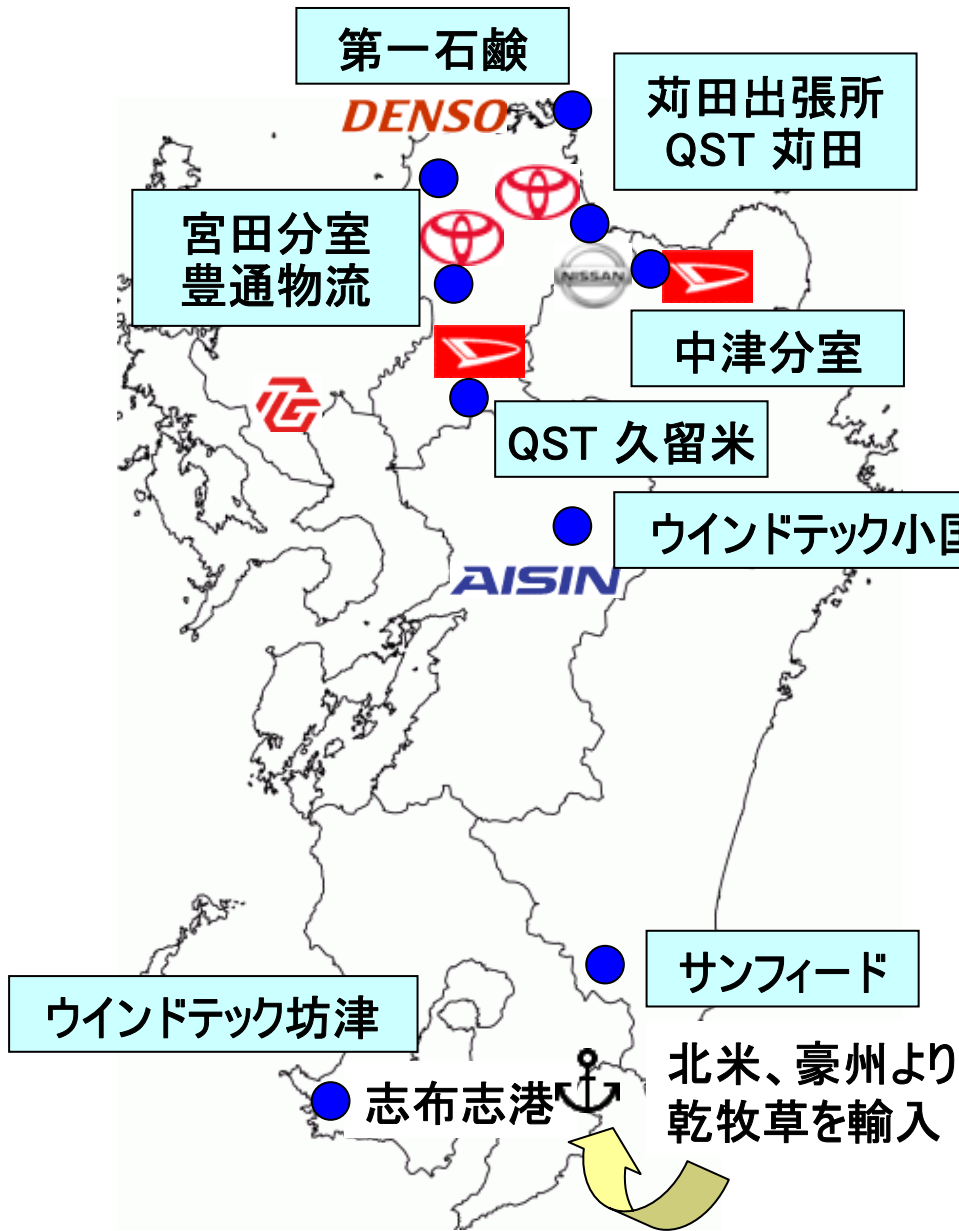 第一石鹸
DENSO
苅田出張所
QST 苅田
宮田分室
豊通物流
NISSAN
中津分室
TG
QST 久留米
ウインドテック小国
AISIN
サンフィード
ウインドテック坊津
志布志港
北米、豪州より
乾牧草を輸入